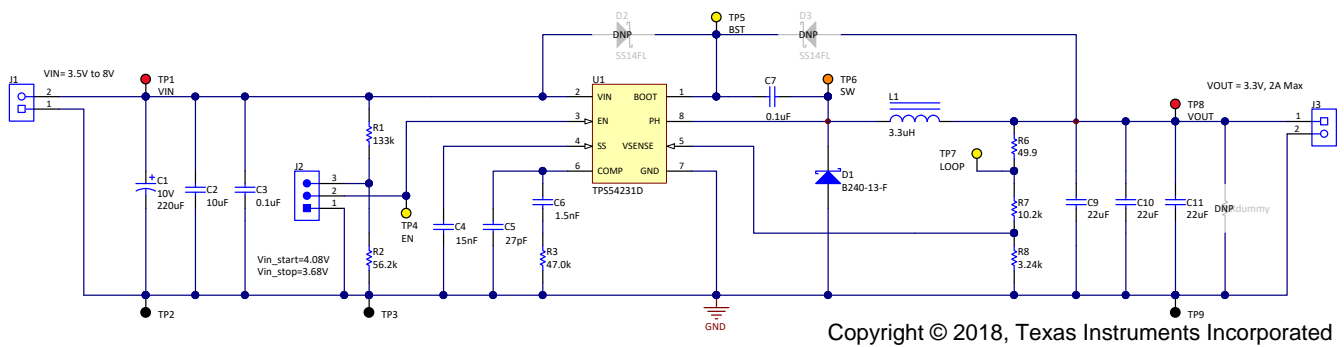 D2
DNP
SS14FL
TP5
BST
D3
DNP
SS14FL
J1
VIN= 3.5V to 8V
2
1
TP1
VIN
U1
2 VIN BOOT 1
3 EN PH 8
4 SS VSENSE 5
6 COMP GND 7
TPS54231D
C7
0.1uF
TP6
SW
L1
3.3uH
VOUT = 3.3V, 2A Max
TP8
VOUT
J3
1
2
R1
133k
J2
3
2
1
TP4
EN
C1
10V
220uF
C2
10uF
C3
0.1uF
Vin_start=4.08V
Vin_stop=3.68V
R2
56.2k
C4
15nF
C5
27pF
C6
1.5nF
R3
47.0k
D1
B240-13-F
TP7
LOOP
R6
49.9
R7
10.2k
R8
3.24k
C9
22uF
C10
22uF
C11
22uF
DNP
TP2
TP3
GND
TP9
Copyright © 2018, Texas Instruments Incorporated